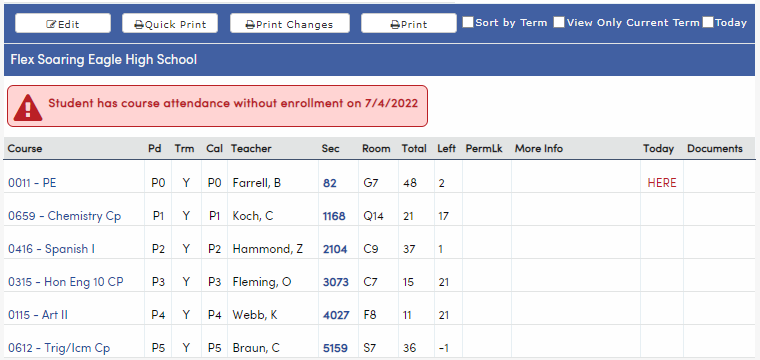 Edit Quick Print Print Changes Print Sort by Term View Only Current Term Today
Flex Soaring Eagle High School
Student has course attendance without enrollment on 7/4/2022
Course Pd Trm Cal Teacher Sec Room Total Left PermLk More Info Today Documents
0011 - PE P0 Y P0 Farrell, B 82 G7 48 2 HERE
0659 - Chemistry Cp P1 Y P1 Koch, C 1168 Q14 21 17
0416 - Spanish I P2 Y P2 Hammond, Z 2104 C9 37 1
0315 - Hon Eng 10 CP P3 Y P3 Fleming, O 3073 C7 15 21
0115 - Art II P4 Y P4 Webb, K 4027 F8 11 21
0612 - Trig/Icm Cp P5 Y P5 Braun, C 5159 S7 36 -1